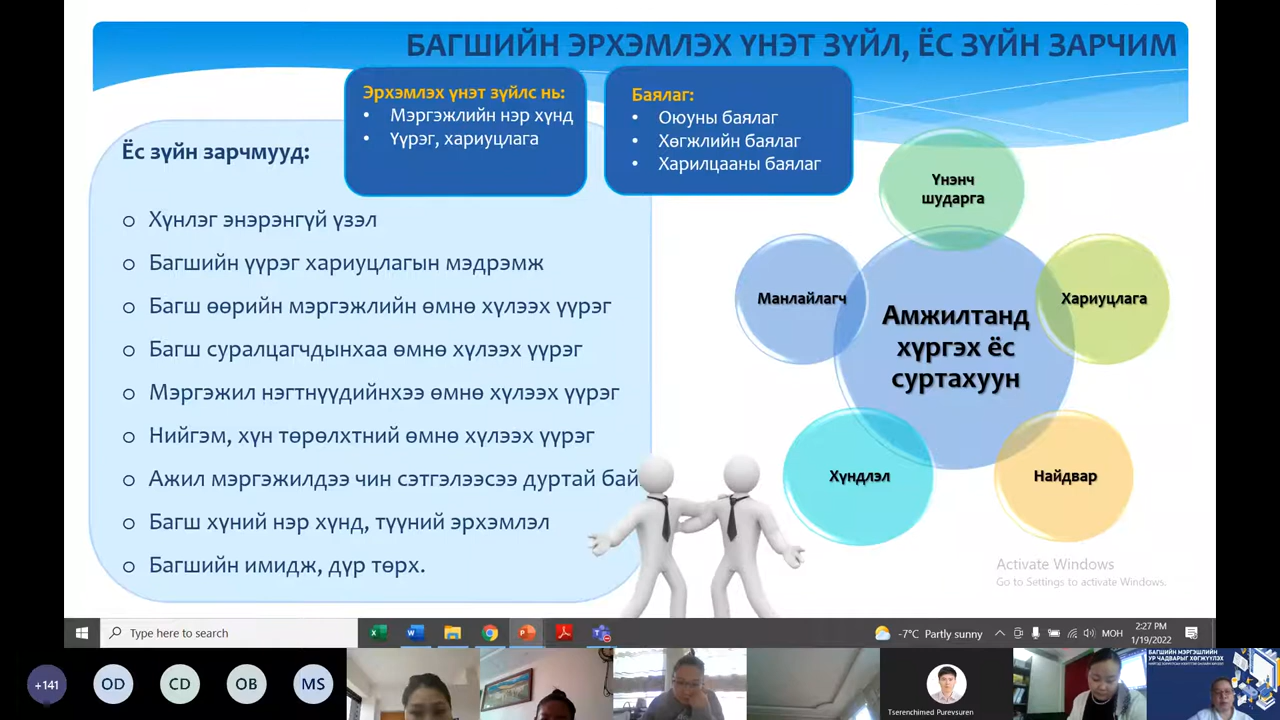 БАГШИЙН ЭРХЭМЛЭХ ҮНЭТ ЗҮЙЛ, ЁС ЗҮЙН ЗАРЧИМ
Эрхэмлэх үнэт зүйлс нь:
• Мэргэжлийн нэр хүнд
• Үүрэг, хариуцлага
Баялаг:
• Оюуны баялаг
• Хөгжлийн баялаг
• Харилцааны баялаг
Ёс зүйн зарчмууд:
o Хүнлэг энэрэнгүй үзэл
o Багшийн үүрэг хариуцлагын мэдрэмж
o Багш өөрийн мэргэжлийн өмнө хүлээх үүрэг
o Багш суралцагчдынхаа өмнө хүлээх үүрэг
o Мэргэжил нэгтнүүдийнхээ өмнө хүлээх үүрэг
o Нийгэм, хүн төрөлхтний өмнө хүлээх үүрэг
o Ажил мэргэжилдээ чин сэтгэлээсээ дуртай бай
o Багш хүний нэр хүнд, түүний эрхэмлэл
o Багшийн имидж, дүр төрх.
Үнэнч
шударга
Манлайлагч
Хариуцлага
Амжилтанд
хүргэх ёс
суртахуун
Хүндлэл
Найдвар
Activate Windows
Go to Settings to activate Windows.
Type here to search
-7°C Partly sunny
МОН
2:27 PM
1/19/2022
+141
OD
CD
OB
MS
Tserenchimed Purevsuren
БАГШИЙН МЭРГЭШЛИЙН
УР ЧАДВАРЫГ ХӨГЖҮҮЛЭХ